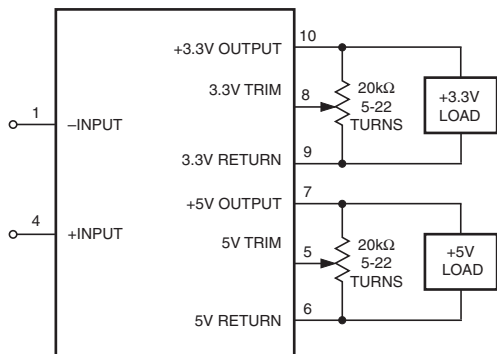 10
+3.3V OUTPUT
3.3V TRIM
8
20kΩ
5-22
TURNS
+3.3V
LOAD
1
–INPUT
3.3V RETURN
9
+5V OUTPUT
7
4
+INPUT
5V TRIM
5
20kΩ
5-22
TURNS
+5V
LOAD
5V RETURN
6